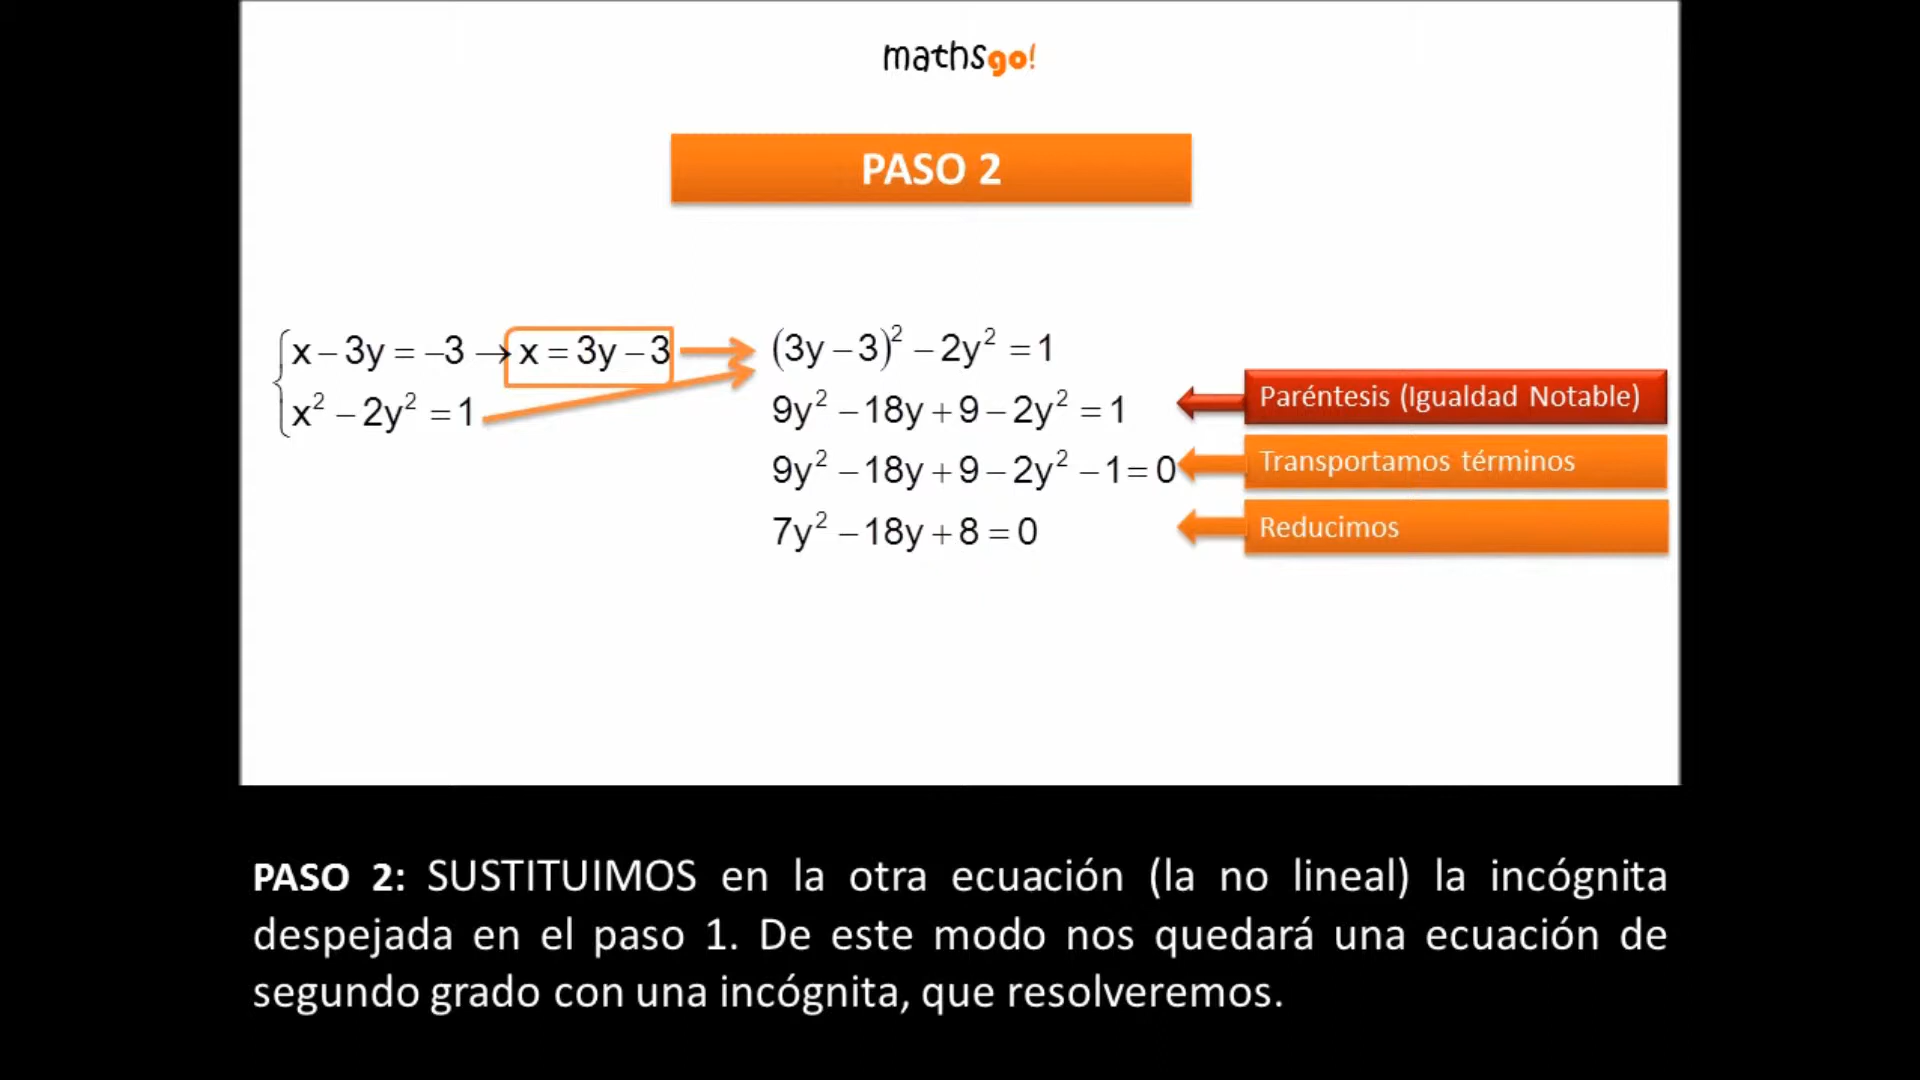 mathsgo!
PASO 2
x − 3y = −3 → x = 3y − 3
x² − 2y² = 1
(3y − 3)² − 2y² = 1
9y² − 18y + 9 − 2y² = 1
Paréntesis (Igualdad Notable)
9y² − 18y + 9 − 2y² − 1 = 0
Transportamos términos
7y² − 18y + 8 = 0
Reducimos
PASO 2: SUSTITUIMOS en la otra ecuación (la no lineal) la incógnita
despejada en el paso 1. De este modo nos quedará una ecuación de
segundo grado con una incógnita, que resolveremos.